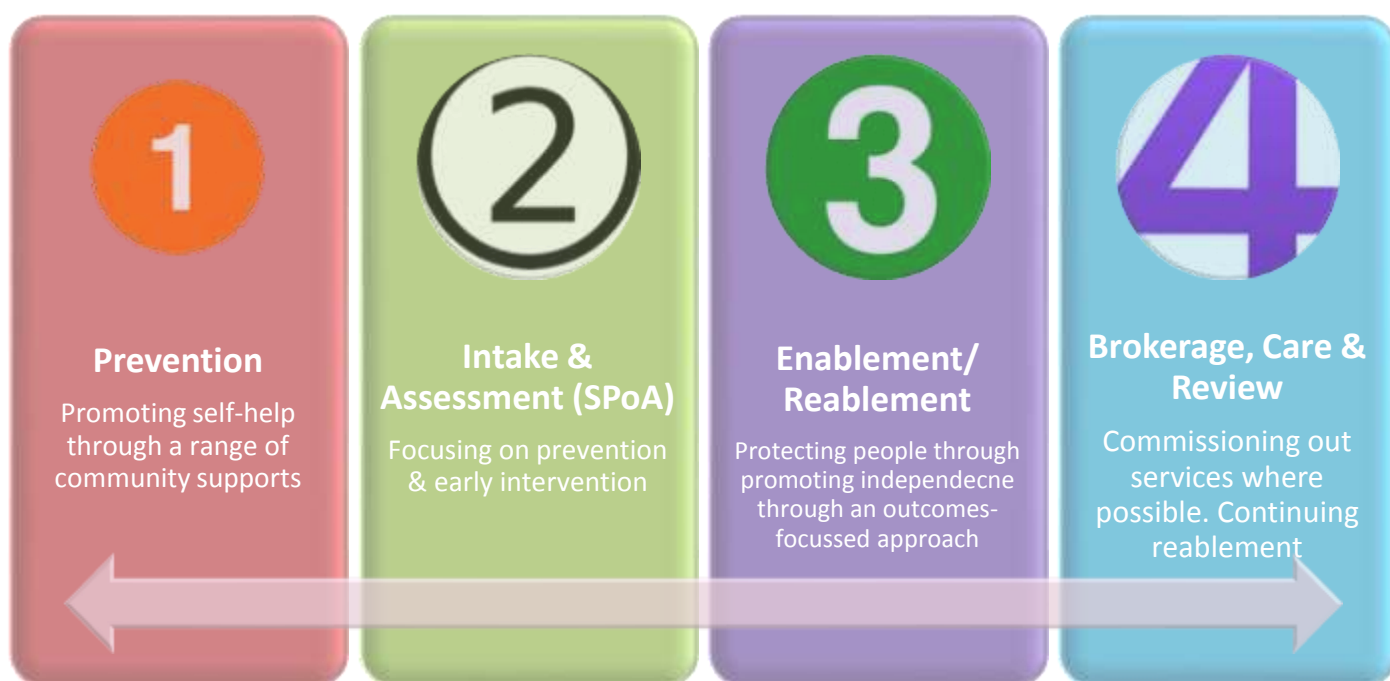 1
Prevention
Promoting self-help
through a range of
community supports
2
Intake &
Assessment (SPoA)
Focusing on prevention
& early intervention
3
Enablement/
Reablement
Protecting people through
promoting independecne
through an outcomes-
focussed approach
4
Brokerage, Care &
Review
Commissioning out
services where
possible. Continuing
reablement